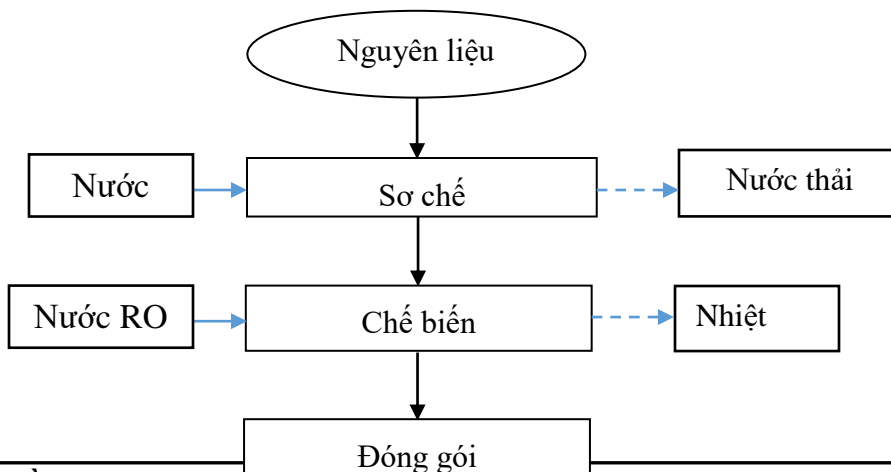 Nguyên liệu
Nước
Sơ chế
Nước thải
Nước RO
Chế biến
Nhiệt
Đóng gói